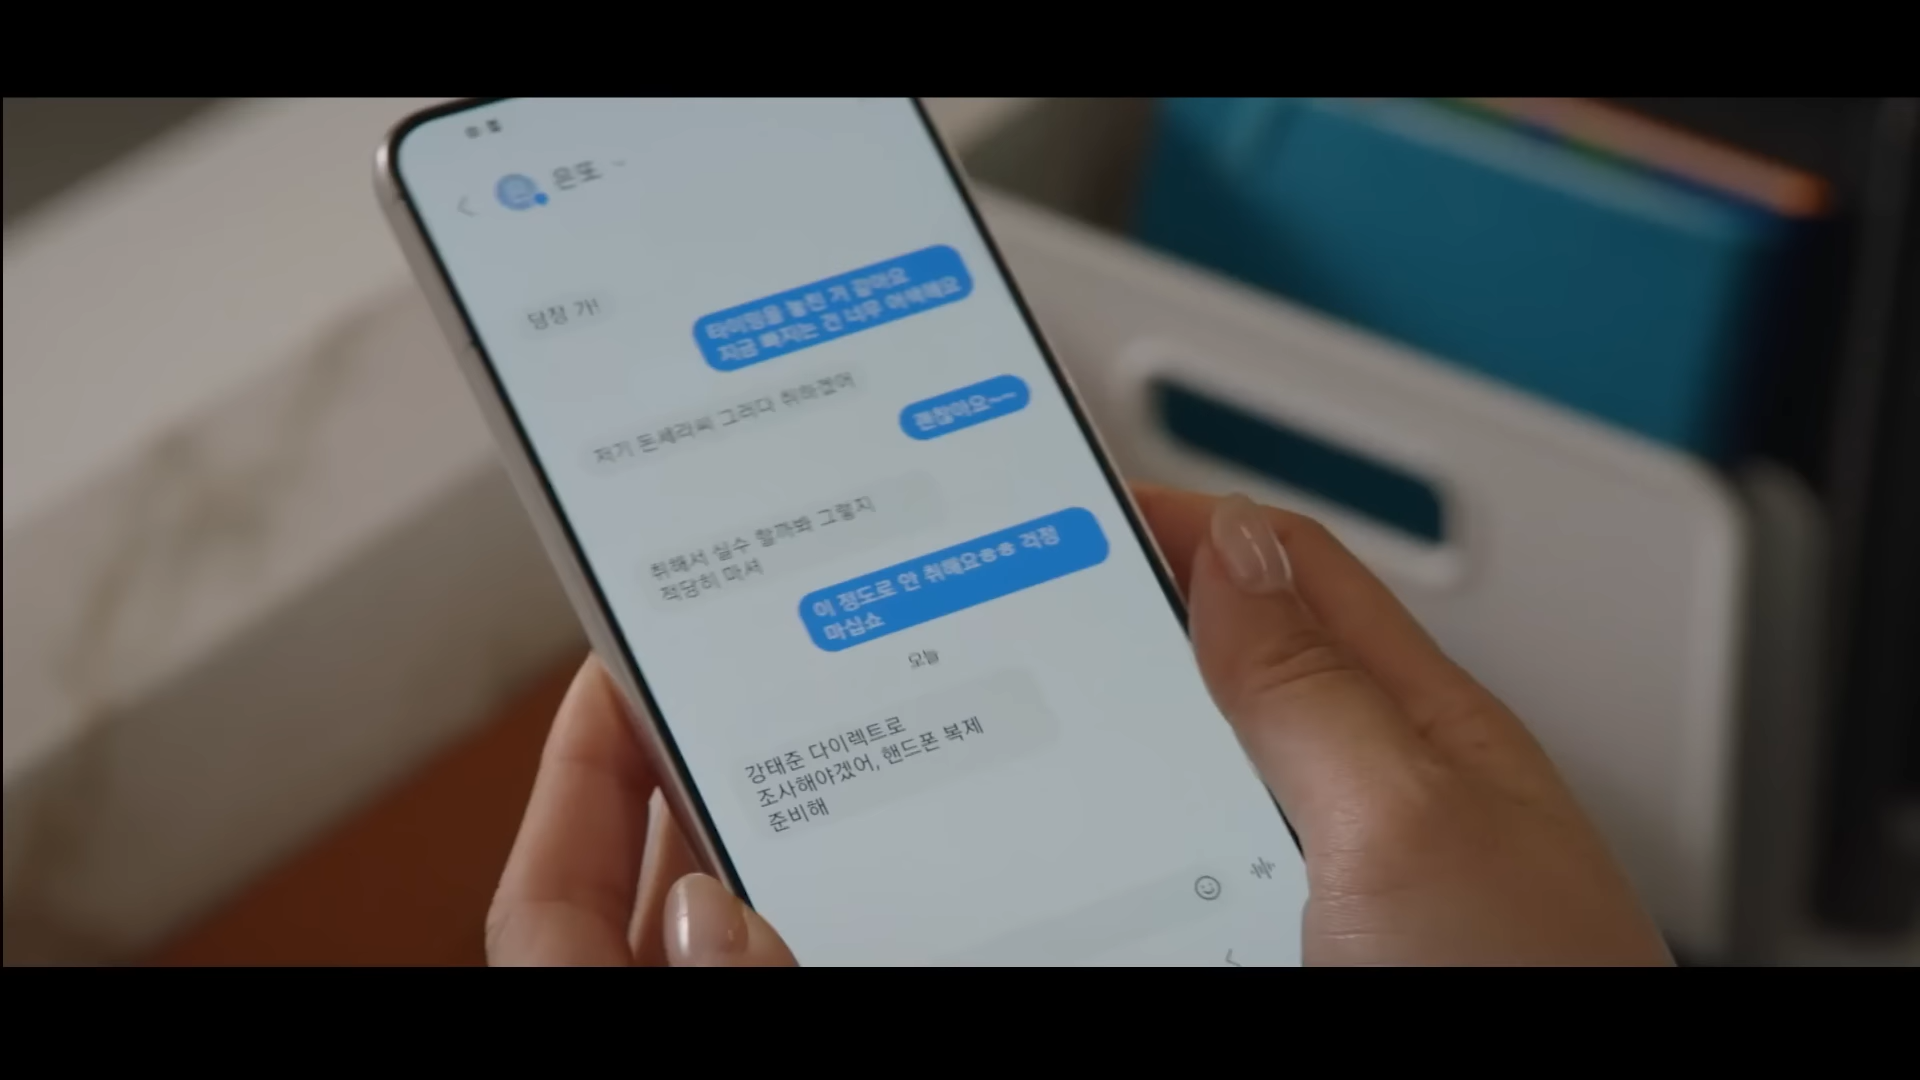 은또
당장 가!
타이밍을 놓친 거 같아요
지금 빠지는 건 너무 어색해요
저기 돈세라씨 그러다 취하겠어
괜찮아요~~
취해서 실수 할까봐 그렇지
적당히 마셔
이 정도로 안 취해요ㅎㅎ 걱정
마십쇼
오늘
강태준 다이렉트로
조사해야겠어, 핸드폰 복제
준비해